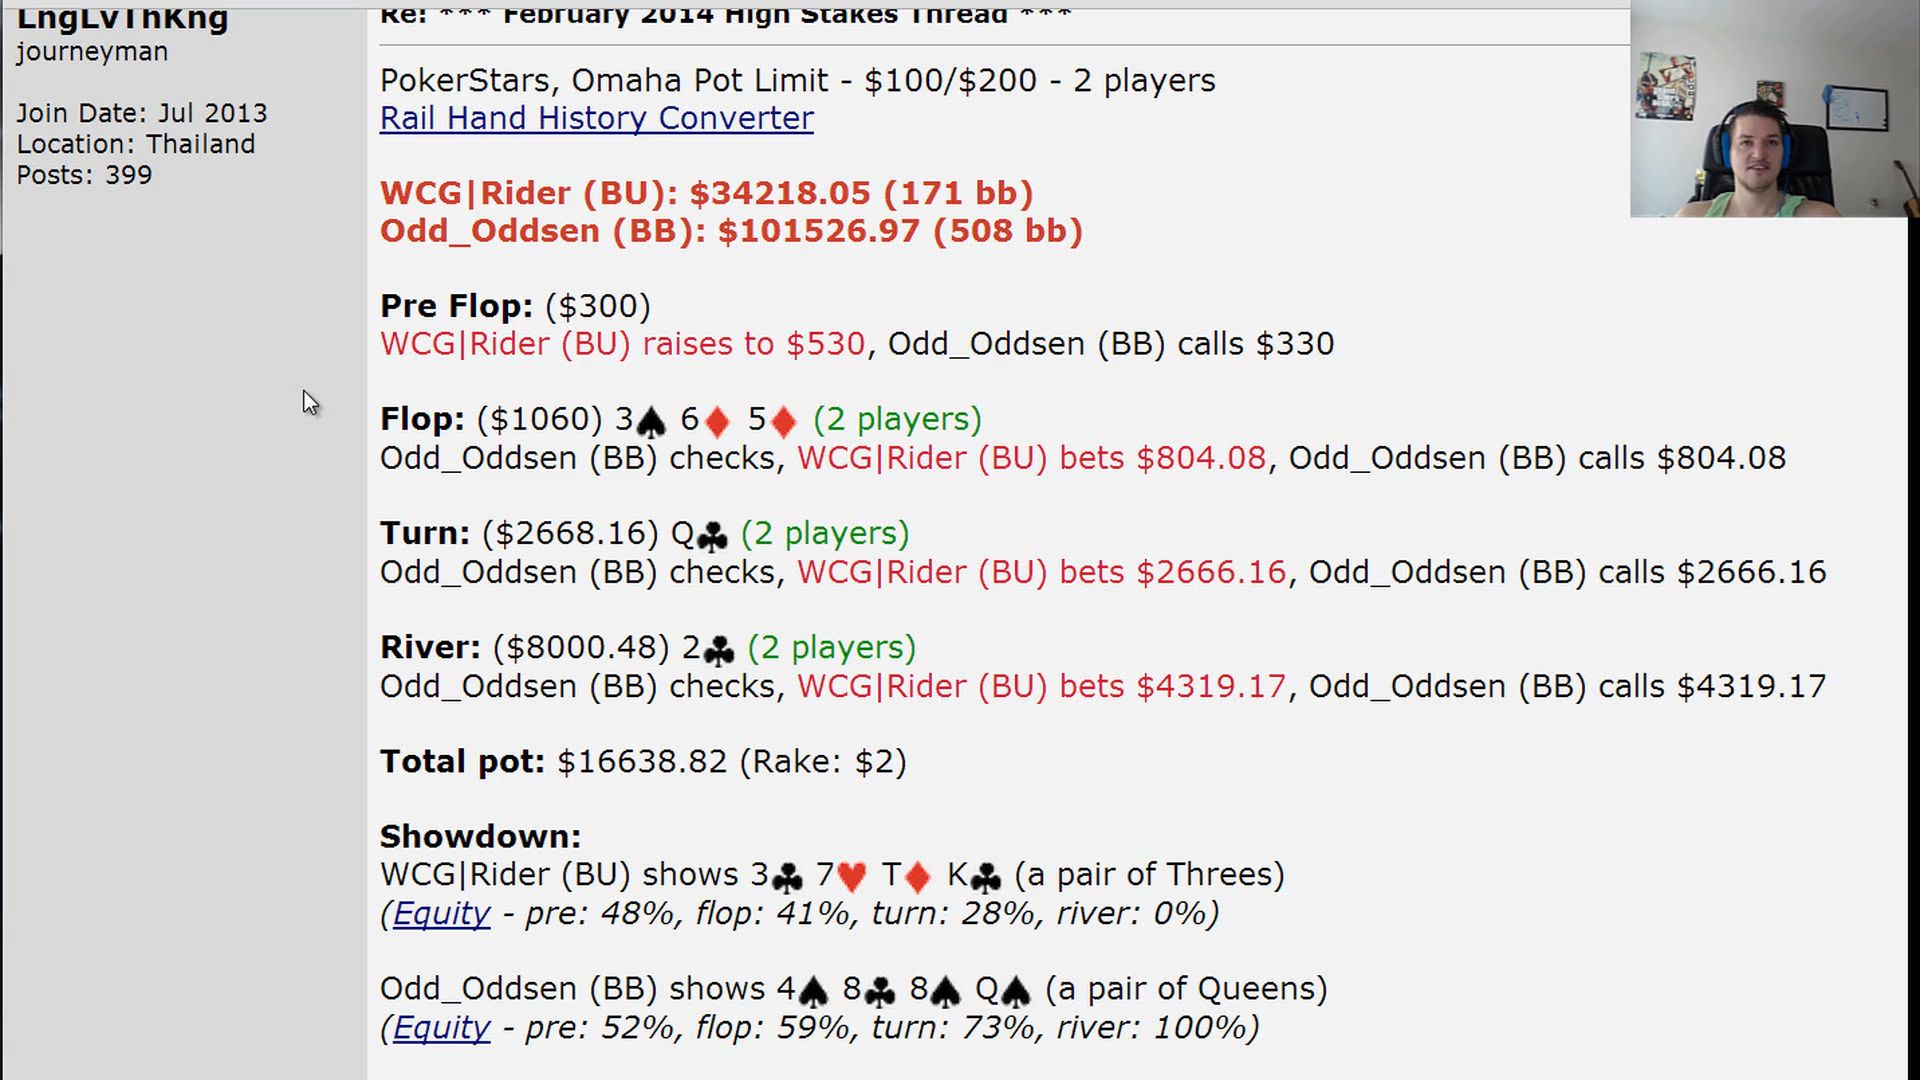 LngLvThKng
journeyman
Join Date: Jul 2013
Location: Thailand
Posts: 399
Re: *** February 2014 High Stakes Thread ***
PokerStars, Omaha Pot Limit - $100/$200 - 2 players
Rail Hand History Converter
WCG|Rider (BU): $34218.05 (171 bb)
Odd_Oddsen (BB): $101526.97 (508 bb)
Pre Flop: ($300)
WCG|Rider (BU) raises to $530, Odd_Oddsen (BB) calls $330
Flop: ($1060) 3♠ 6♦ 5♦ (2 players)
Odd_Oddsen (BB) checks, WCG|Rider (BU) bets $804.08, Odd_Oddsen (BB) calls $804.08
Turn: ($2668.16) Q♣ (2 players)
Odd_Oddsen (BB) checks, WCG|Rider (BU) bets $2666.16, Odd_Oddsen (BB) calls $2666.16
River: ($8000.48) 2♣ (2 players)
Odd_Oddsen (BB) checks, WCG|Rider (BU) bets $4319.17, Odd_Oddsen (BB) calls $4319.17
Total pot: $16638.82 (Rake: $2)
Showdown:
WCG|Rider (BU) shows 3♣ 7♥ T♦ K♣ (a pair of Threes)
(Equity - pre: 48%, flop: 41%, turn: 28%, river: 0%)
Odd_Oddsen (BB) shows 4♠ 8♣ 8♠ Q♠ (a pair of Queens)
(Equity - pre: 52%, flop: 59%, turn: 73%, river: 100%)